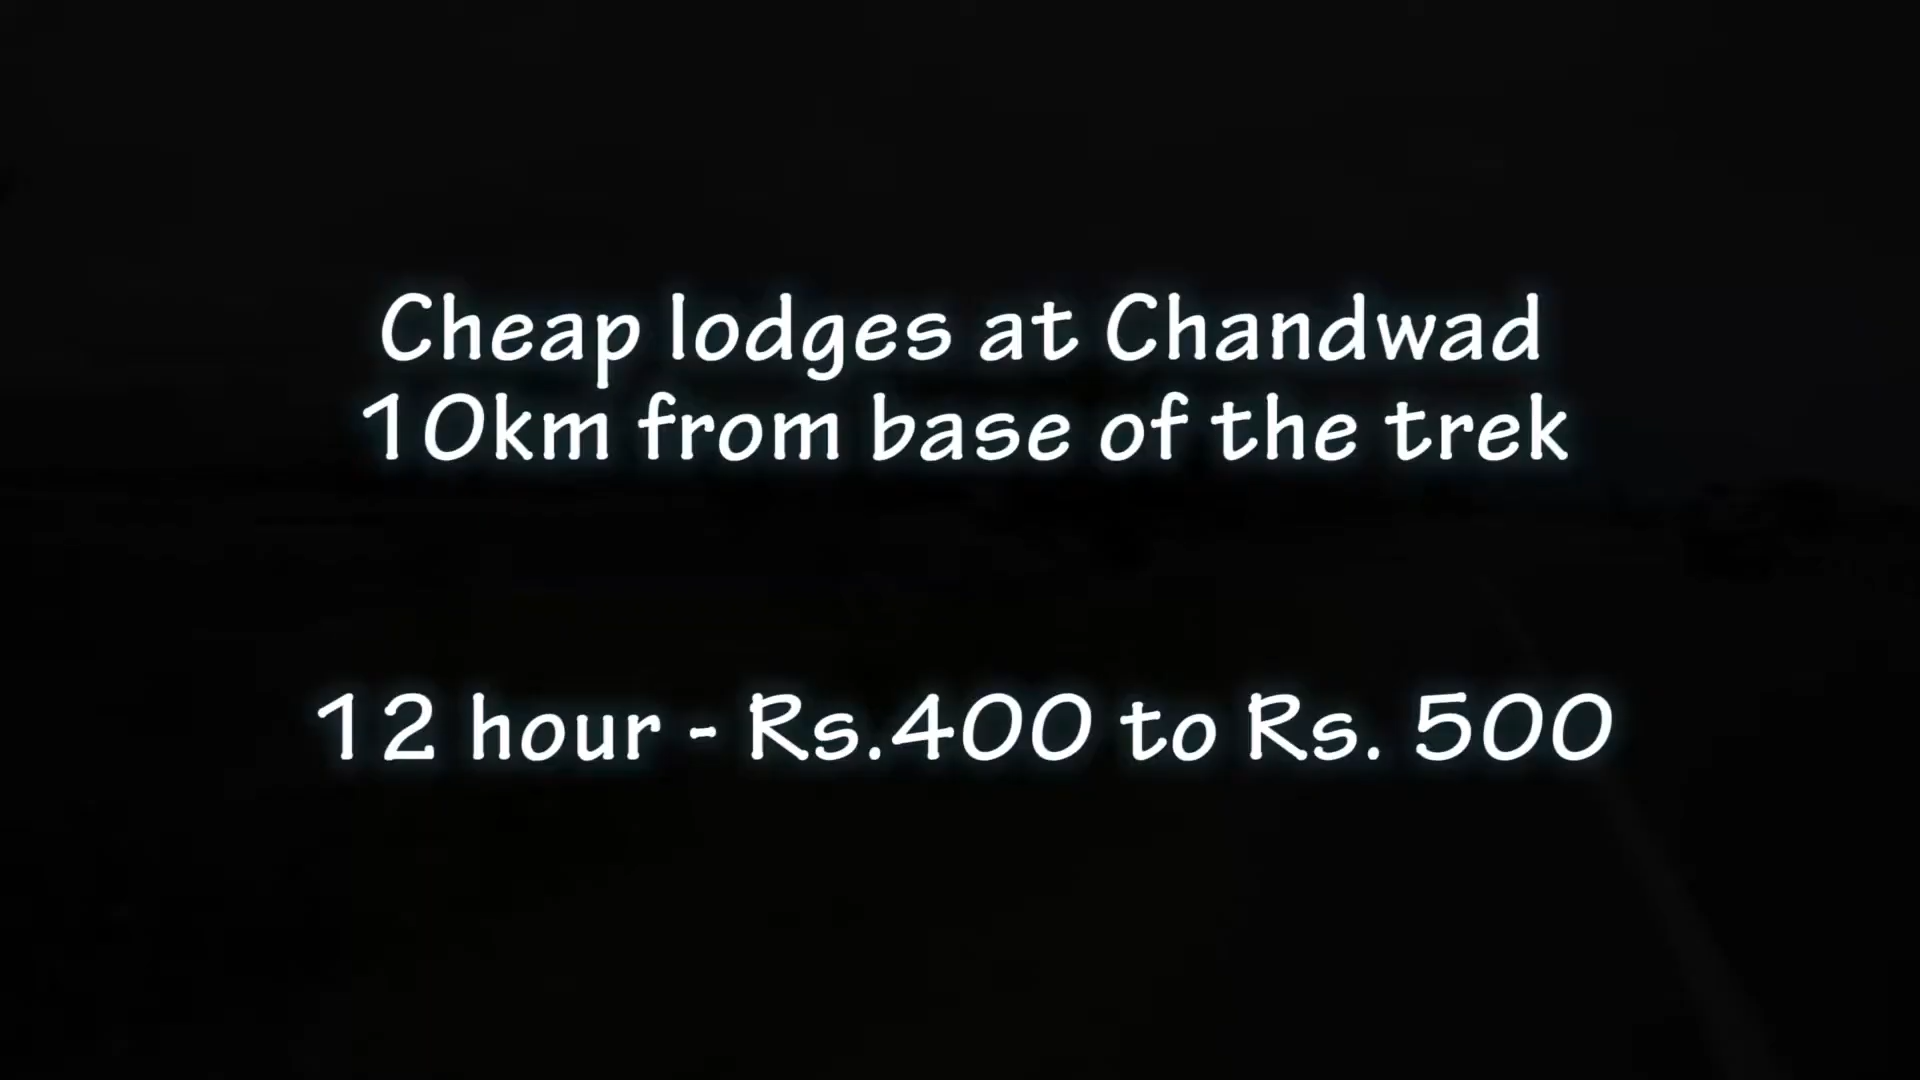 Cheap lodges at Chandwad
10km from base of the trek
12 hour - Rs.400 to Rs. 500